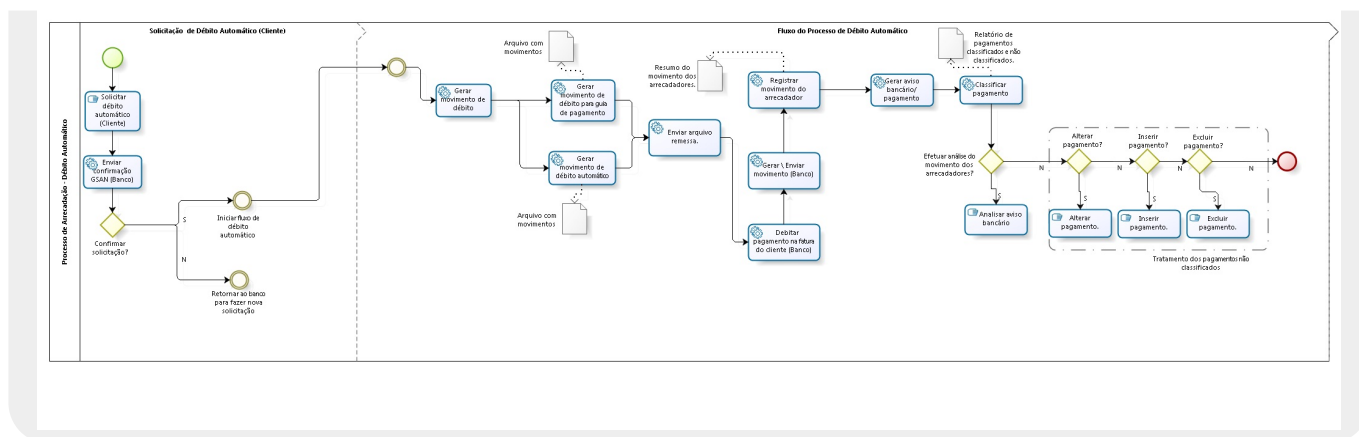 Processo de Arrecadação - Débito Automático
Solicitação de Débito Automático (Cliente)
Solicitar
débito
automático
(Cliente)
Enviar
confirmação
GSAN (Banco)
Confirmar
solicitação?
S
N
Iniciar fluxo de
débito
automático
Retornar ao banco
para fazer nova
solicitação
Fluxo do Processo de Débito Automático
Gerar
movimento de
débito
Arquivo com
movimentos
Gerar
movimento de
débito para guia
de pagamento
Gerar
movimento de
débito automático
Arquivo com
movimentos
Enviar arquivo
remessa.
Resumo do
movimento dos
arrecadadores.
Registrar
movimento do
arrecadador
Gerar \ Enviar
movimento (Banco)
Debitar
pagamento na fatura
do cliente (Banco)
Gerar aviso
bancário/
pagamento
Relatório de
pagamentos
classificados e não
classificados.
Classificar
pagamento
Efetuar análise do
movimento dos
arrecadadores?
S
N
Analisar aviso
bancário
Alterar
pagamento?
S
N
Alterar
pagamento.
Inserir
pagamento?
S
N
Inserir
pagamento.
Excluir
pagamento?
S
N
Excluir
pagamento.
Tratamento dos pagamentos não
classificados